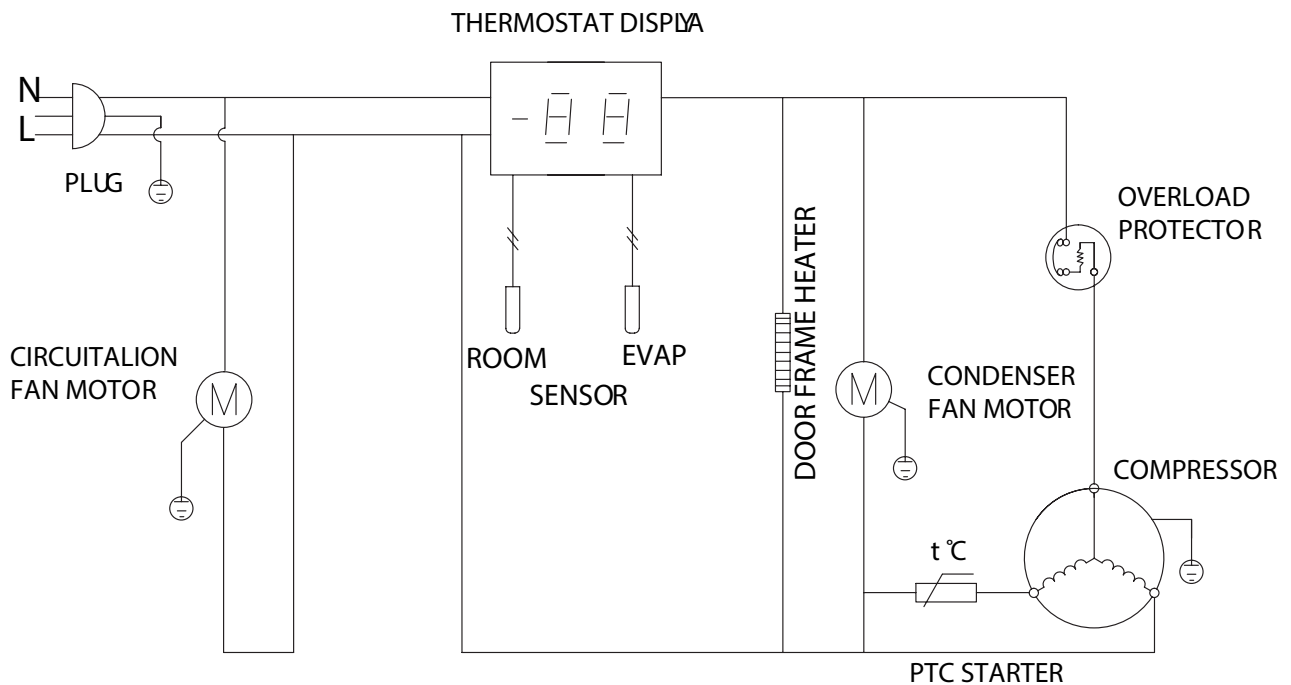 THERMOSTAT DISPLYA
N
L
PLUG
-88
OVERLOAD
PROTECTOR
DOOR FRAME HEATER
ROOM
EVAP
SENSOR
CIRCUITALION
FAN MOTOR
M
M
CONDENSER
FAN MOTOR
COMPRESSOR
t℃
PTC STARTER